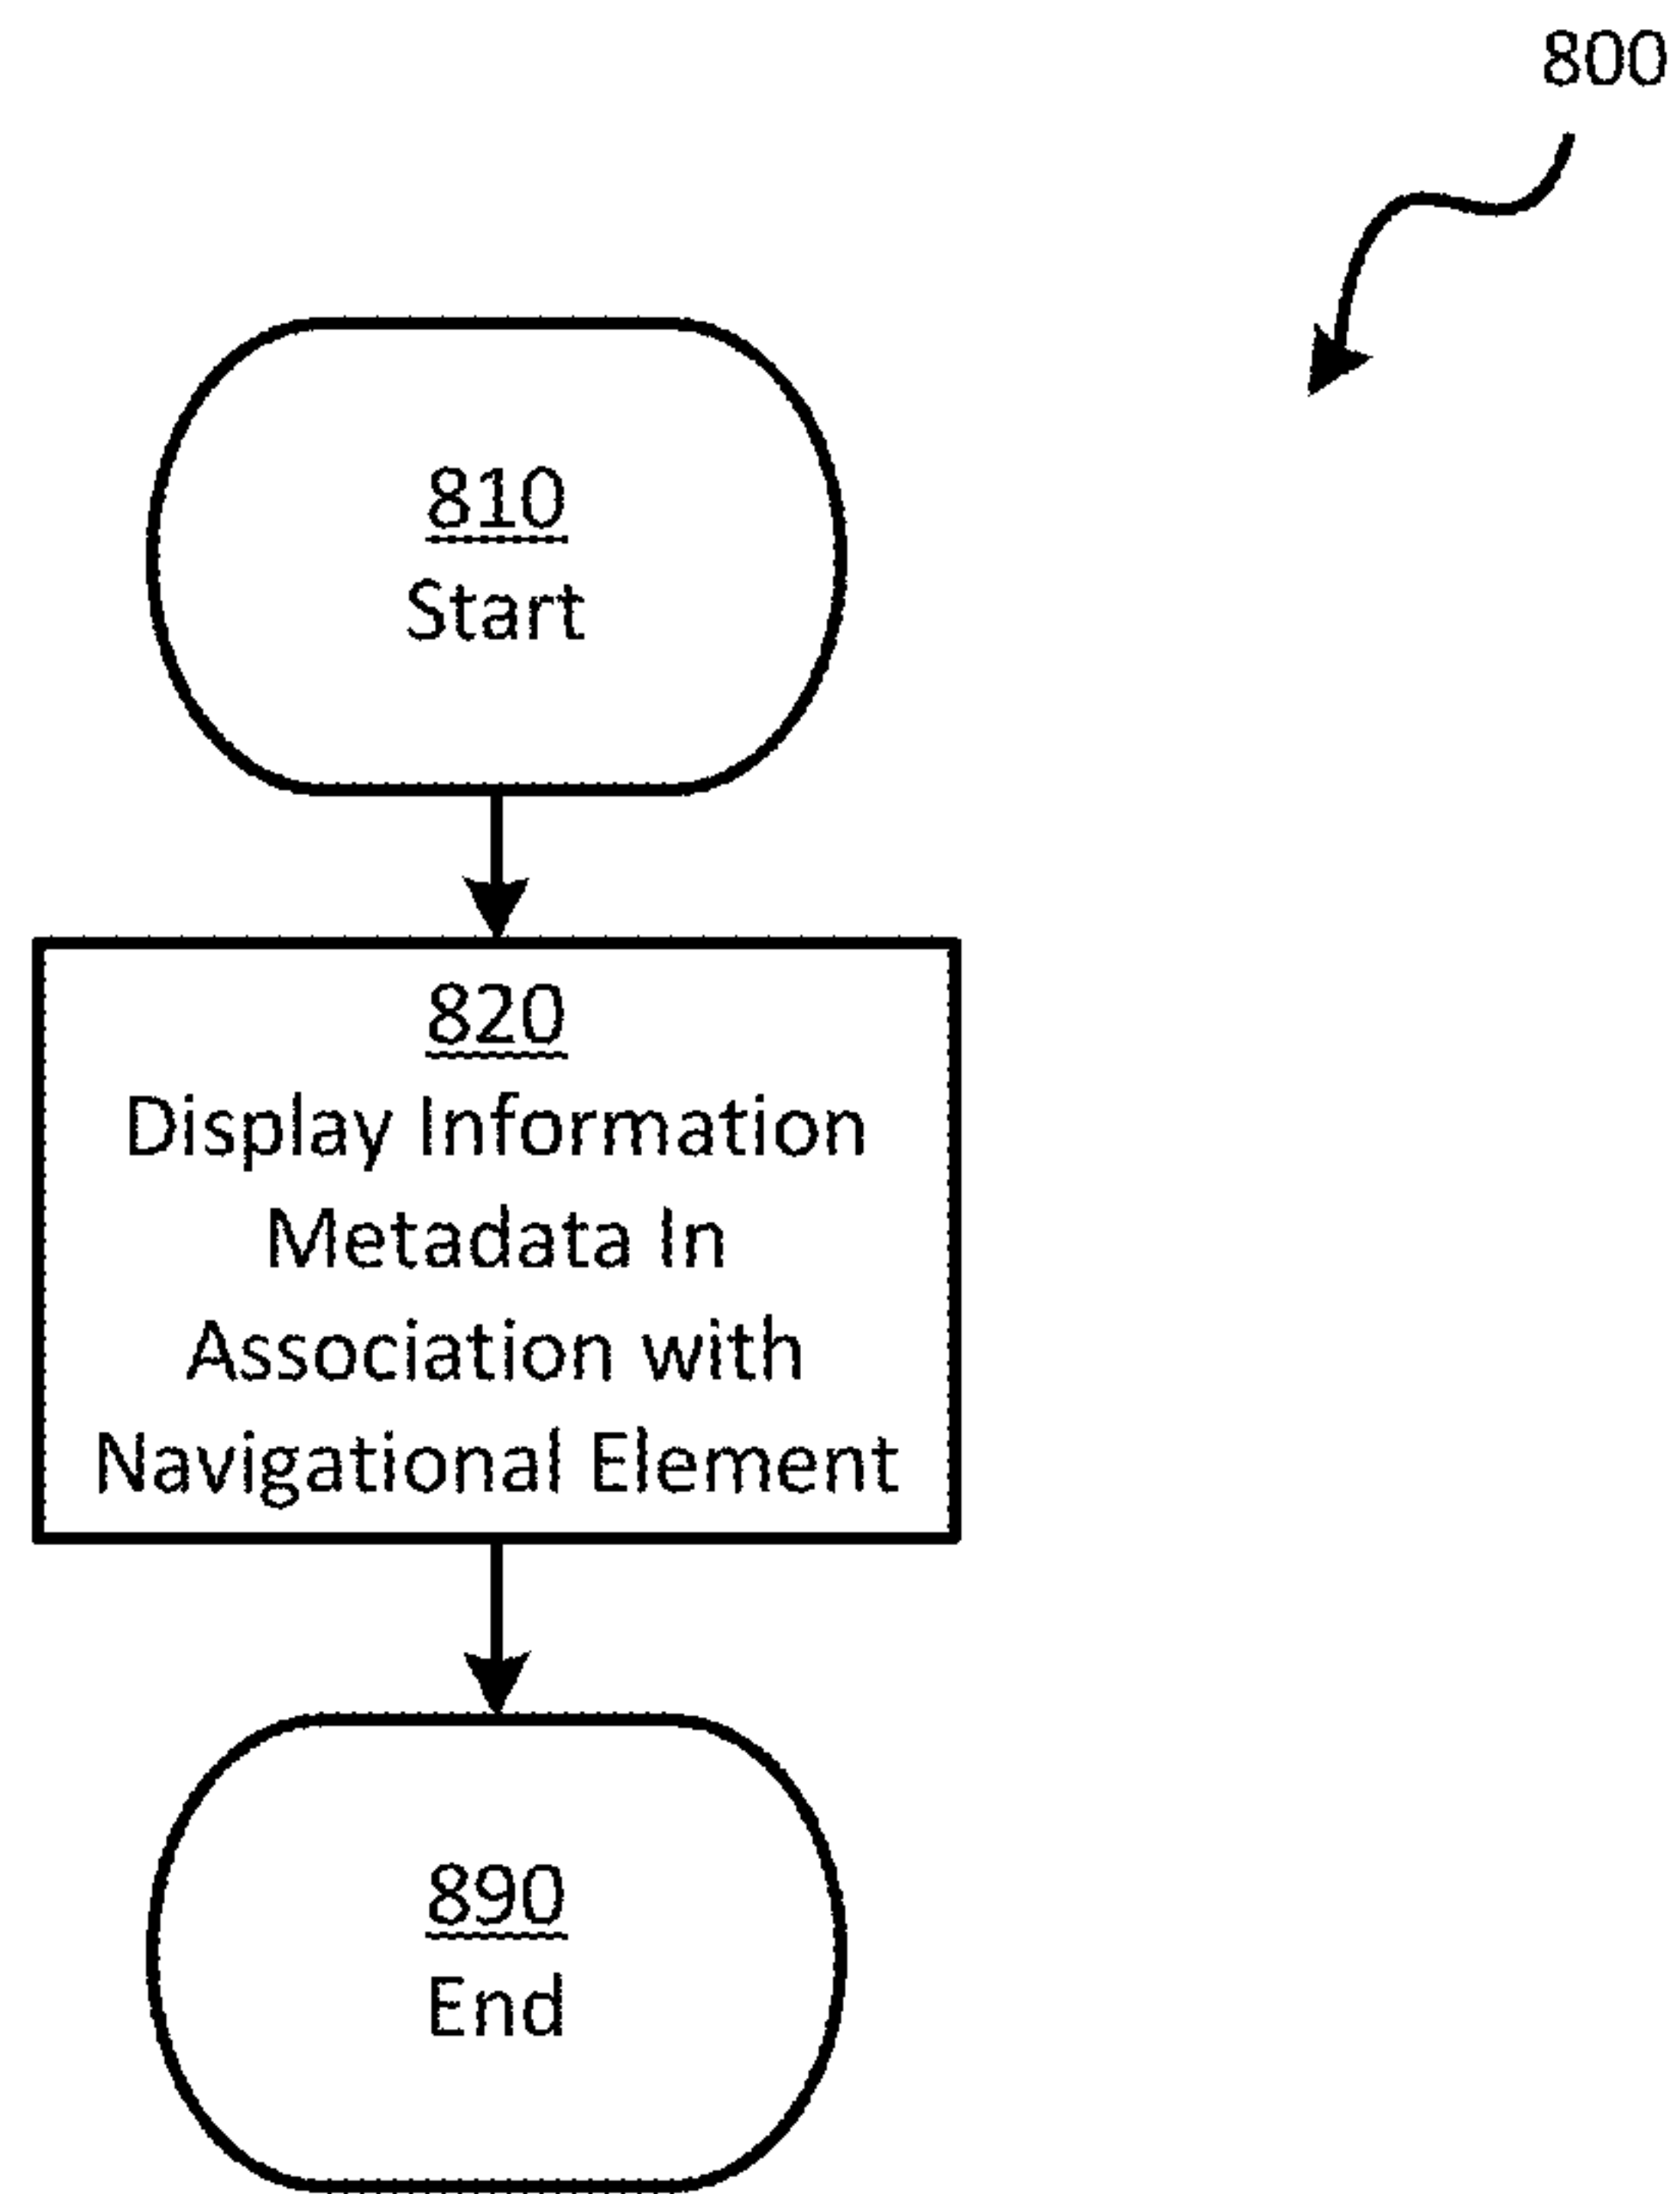 800
810
Start
820
Display Information
Metadata In
Association with
Navigational Element
890
End